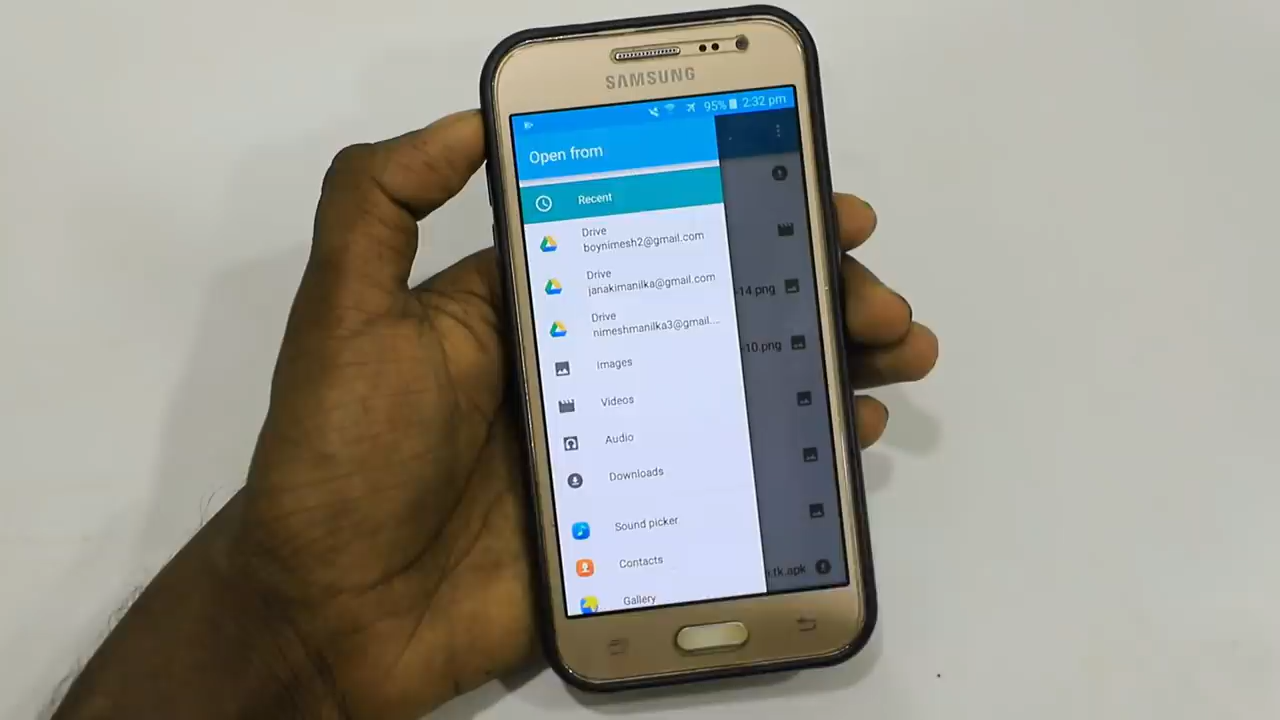 SAMSUNG
95% 2:32 pm
Open from
Recent
Drive
boynimesh2@gmail.com
Drive
janakimanilka@gmail.com
Drive
nimeshmanilka3@gmail...
Images
Videos
Audio
Downloads
Sound picker
Contacts
Gallery
-14.png
-10.png
.tk.apk